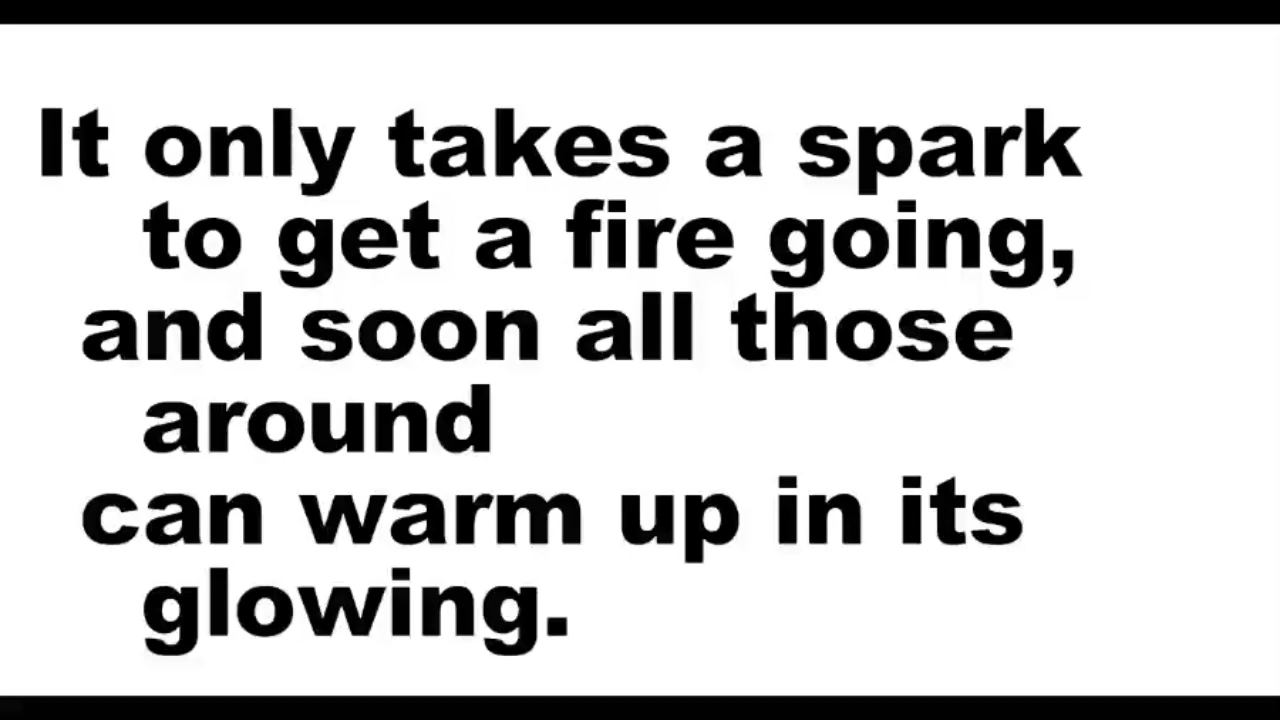 It only takes a spark
to get a fire going,
and soon all those
around
can warm up in its
glowing.